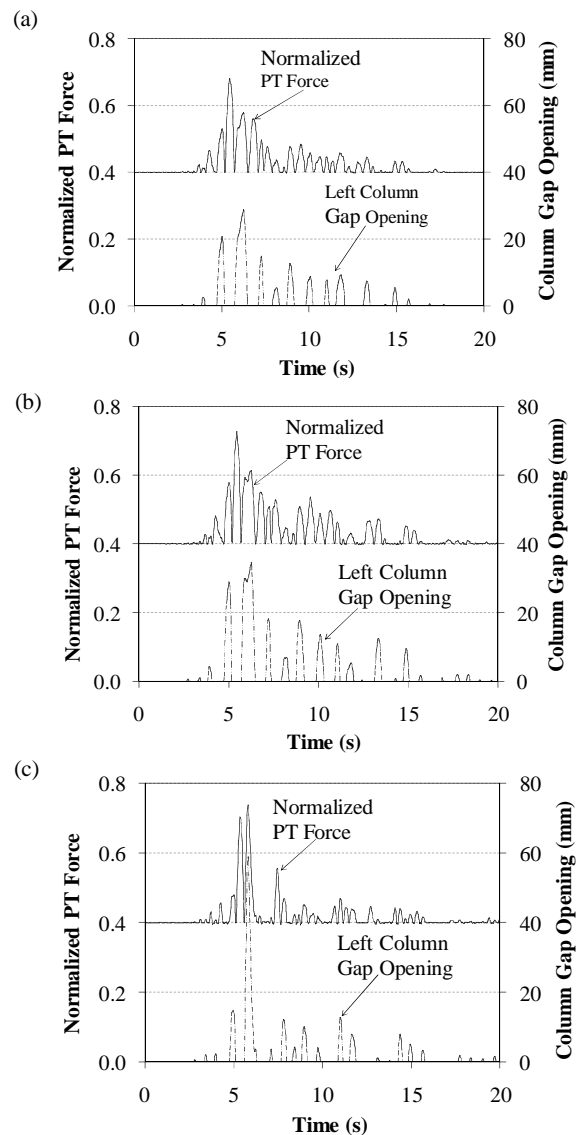 (a)
0.8
0.6
0.4
0.2
0.0
Normalized PT Force
80
60
40
20
0
Column Gap Opening (mm)
Normalized
PT Force
Left Column
Gap Opening
0
5
10
15
20
Time (s)
(b)
0.8
0.6
0.4
0.2
0.0
Normalized PT Force
80
60
40
20
0
Column Gap Opening (mm)
Normalized
PT Force
Left Column
Gap Opening
0
5
10
15
20
Time (s)
(c)
0.8
0.6
0.4
0.2
0.0
Normalized PT Force
80
60
40
20
0
Column Gap Opening (mm)
Normalized
PT Force
Left Column
Gap Opening
0
5
10
15
20
Time (s)